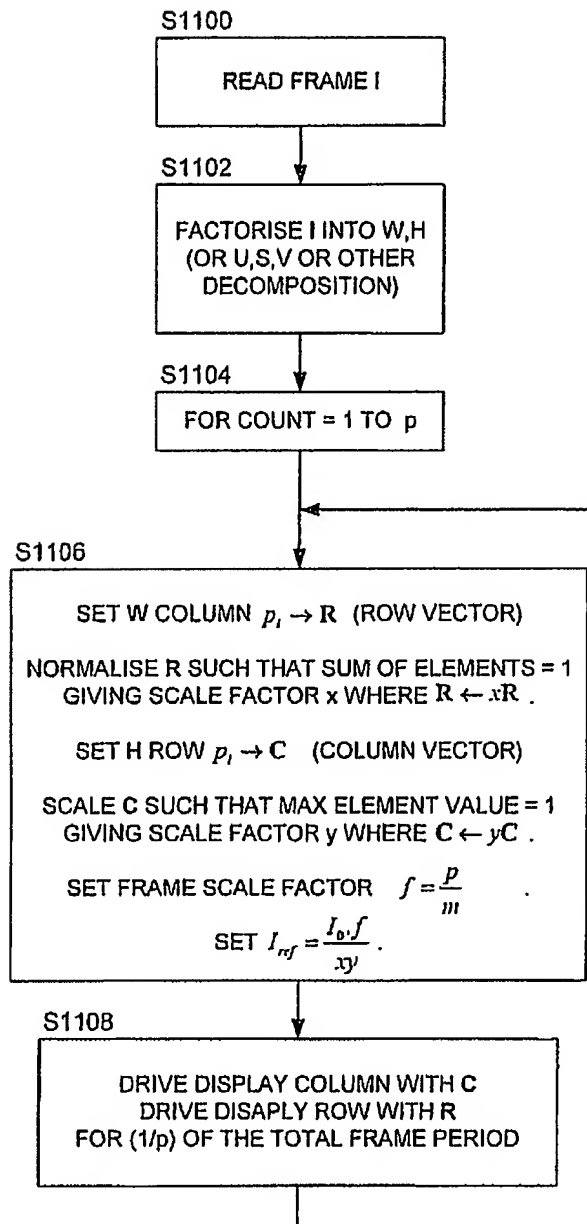 S1100
READ FRAME I
S1102
FACTORISE I INTO W,H
(OR U,S,V OR OTHER
DECOMPOSITION)
S1104
FOR COUNT = 1 TO p
S1106
SET W COLUMN p_i → R (ROW VECTOR)
NORMALISE R SUCH THAT SUM OF ELEMENTS = 1
GIVING SCALE FACTOR x WHERE R ← xR .
SET H ROW p_i → C (COLUMN VECTOR)
SCALE C SUCH THAT MAX ELEMENT VALUE = 1
GIVING SCALE FACTOR y WHERE C ← yC .
SET FRAME SCALE FACTOR f = p/m .
SET I_ref = I_0.f/xy .
S1108
DRIVE DISPLAY COLUMN WITH C
DRIVE DISAPLY ROW WITH R
FOR (1/p) OF THE TOTAL FRAME PERIOD